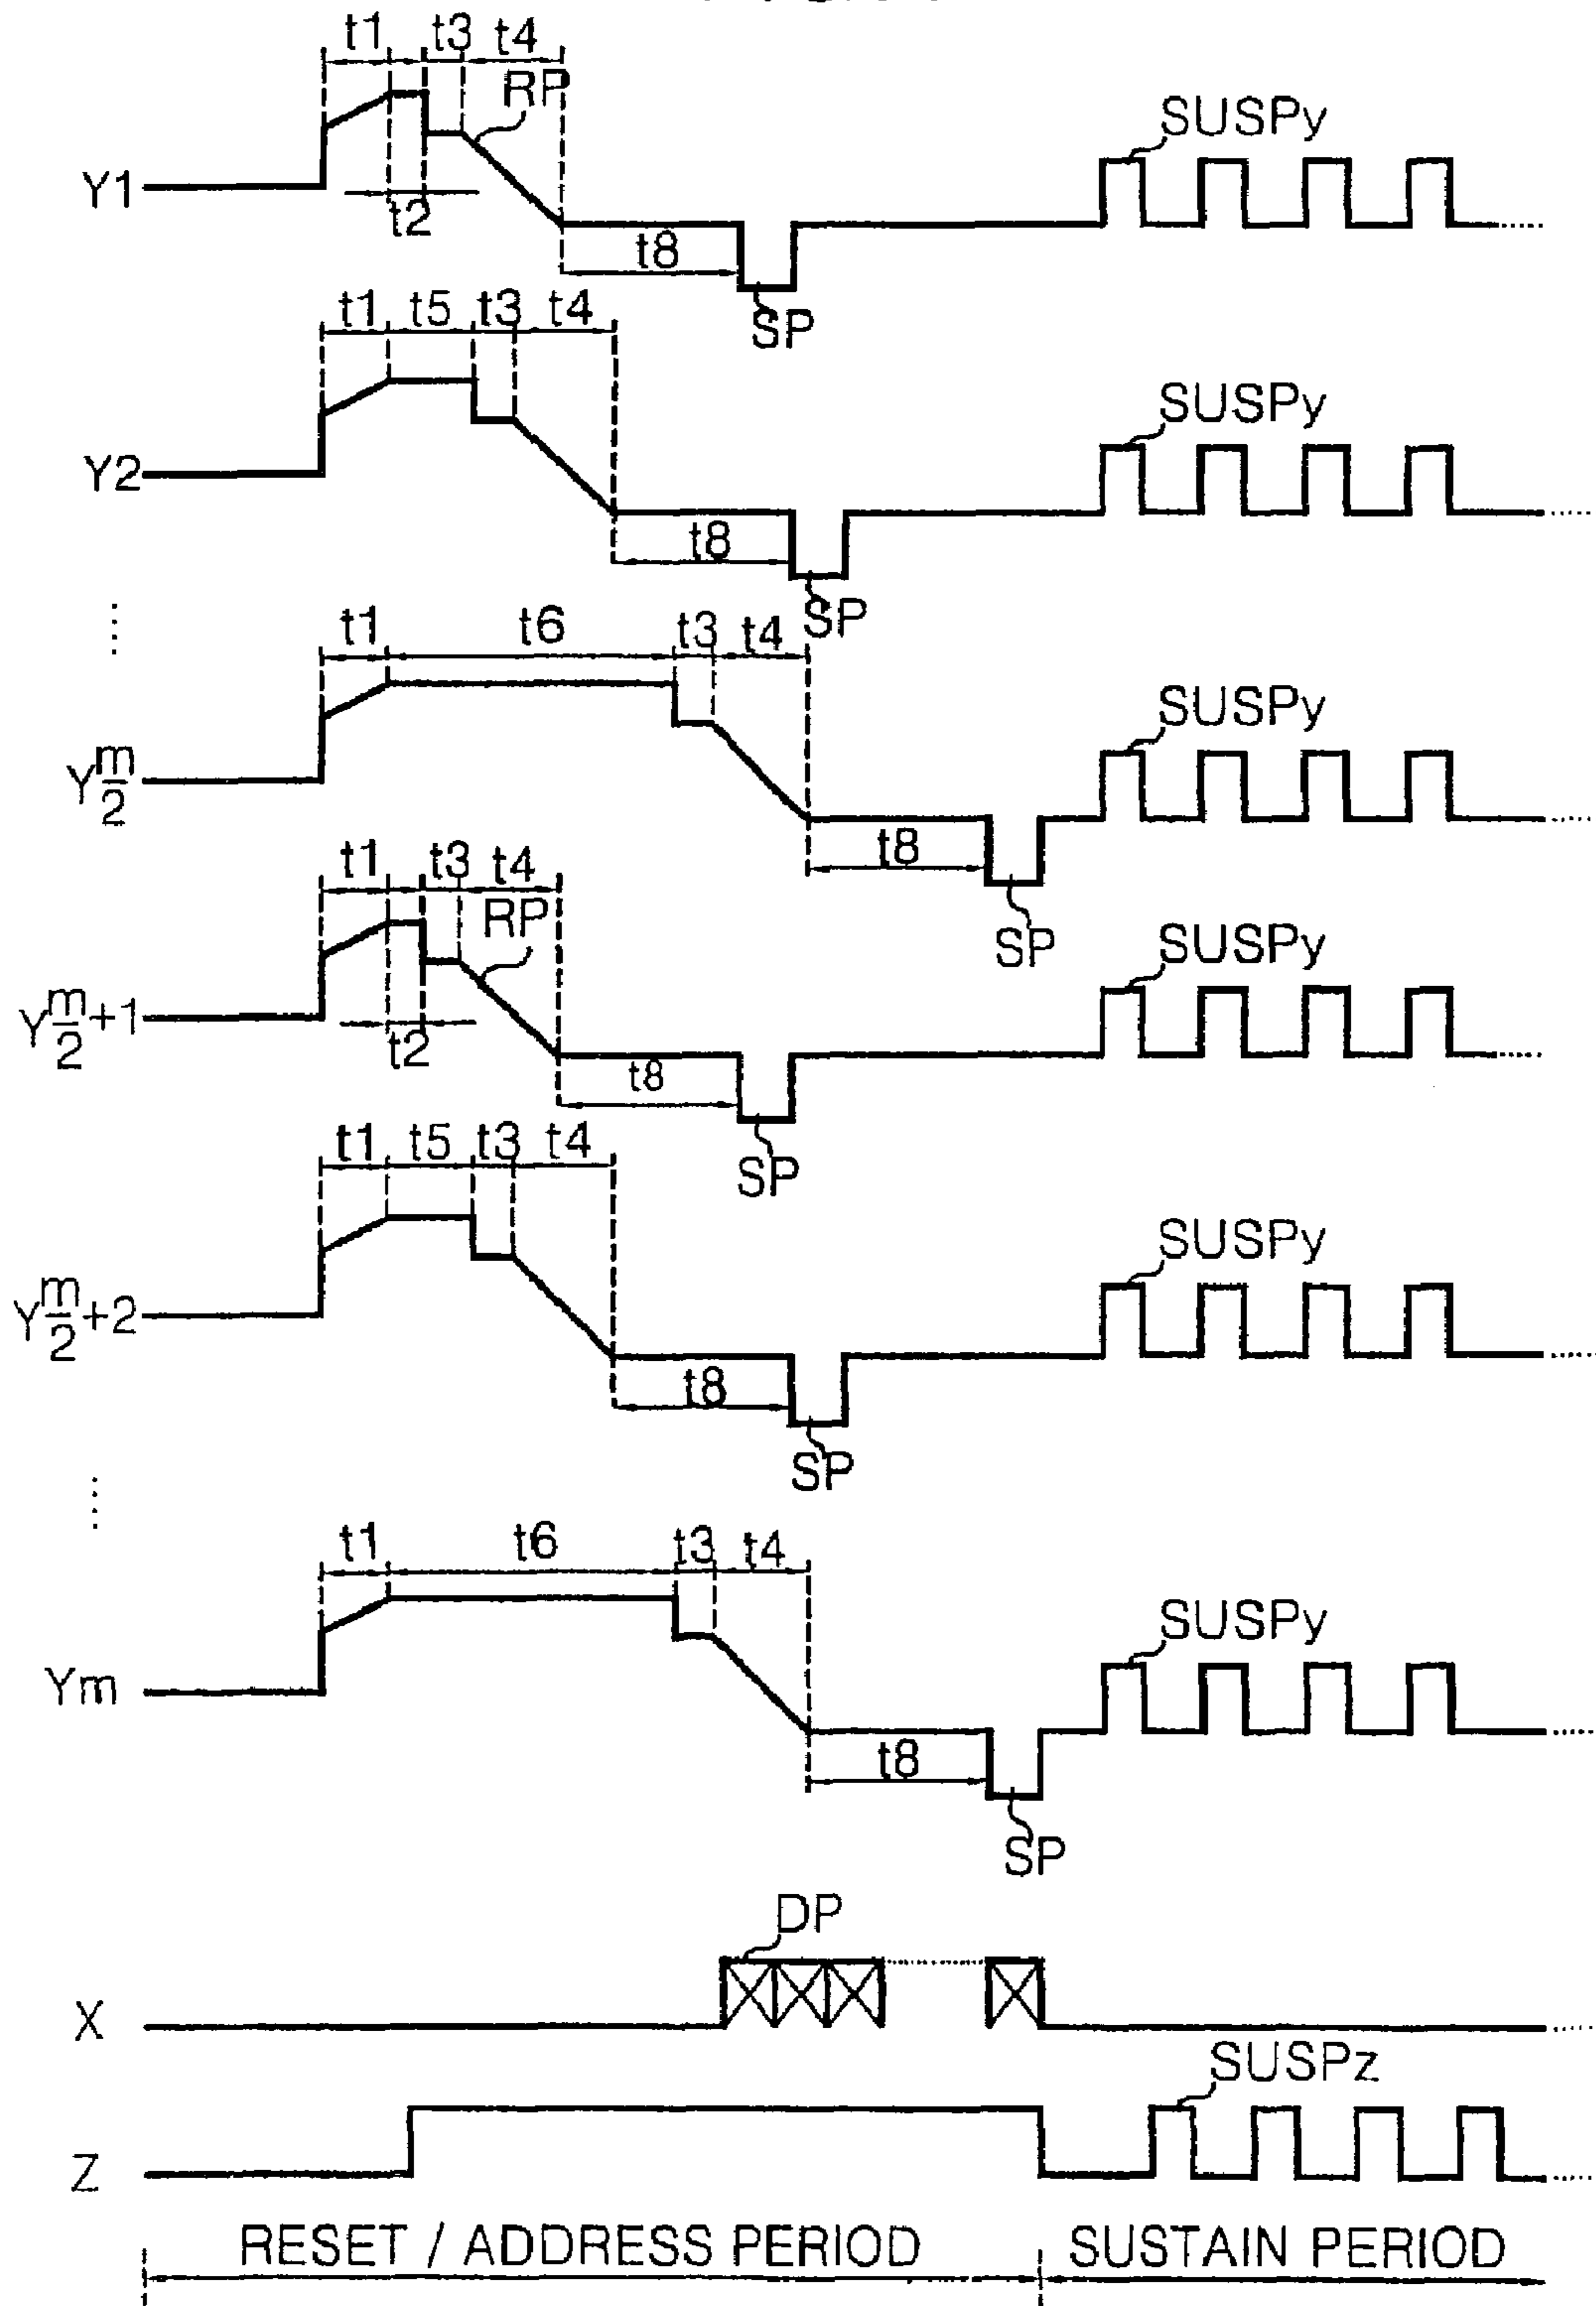 t1 t3 t4
RP
SUSPy
Y1
t2
t8
SP
t1 t5 t3 t4
SUSPy
Y2
t8
SP
t1 t6 t3 t4
SUSPy
Y m/2
t8
SP
t1 t3 t4
RP
SUSPy
Y m/2 +1
t2
t8
SP
t1 t5 t3 t4
SUSPy
Y m/2 +2
t8
SP
t1 t6 t3 t4
SUSPy
Ym
t8
SP
DP
X
SUSPz
Z
RESET / ADDRESS PERIOD SUSTAIN PERIOD